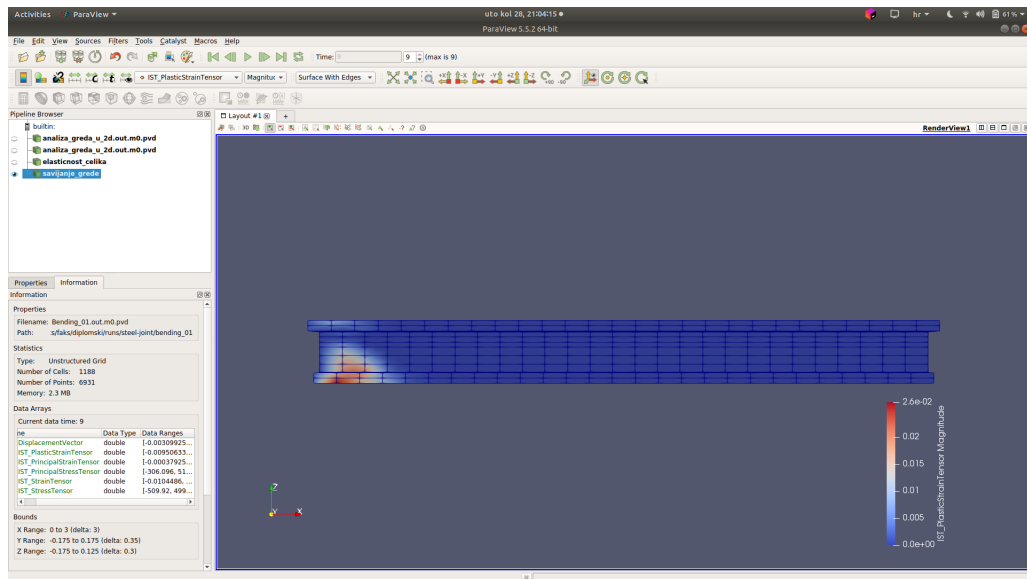 Activities ParaView uto kol 28, 21:04:15 hr 61 %
ParaView 5.5.2 64-bit
File Edit View Sources Filters Tools Catalyst Macros Help
Time: 9 9 (max is 9)
IST_PlasticStrainTensor Magnituc Surface With Edges
Pipeline Browser
Layout #1 +
builtin:
3D
RenderView1
analiza_greda_u_2d.out.m0.pvd
analiza_greda_u_2d.out.m0.pvd
elasticnost_celika
savijanje_grede
Properties Information
Information
Properties
Filename: Bending_01.out.m0.pvd
Path: :s/faks/diplomski/runs/steel-joint/bending_01
Statistics
Type: Unstructured Grid
Number of Cells: 1188
Number of Points: 6931
Memory: 2.3 MB
Data Arrays
Current data time: 9
ne Data Type Data Ranges
DisplacementVector double [-0.00309925...
IST_PlasticStrainTensor double [-0.00950633...
IST_PrincipalStrainTensor double [-0.00037925...
IST_PrincipalStressTensor double [-306.096, 51...
IST_StrainTensor double [-0.0104486, ...
IST_StressTensor double [-509.92, 499...
Bounds
X Range: 0 to 3 (delta: 3)
Y Range: -0.175 to 0.175 (delta: 0.35)
Z Range: -0.175 to 0.125 (delta: 0.3)
Z
Y X
2.6e-02
0.02
0.015
0.01
0.005
0.0e+00
IST_PlasticStrainTensor Magnitude